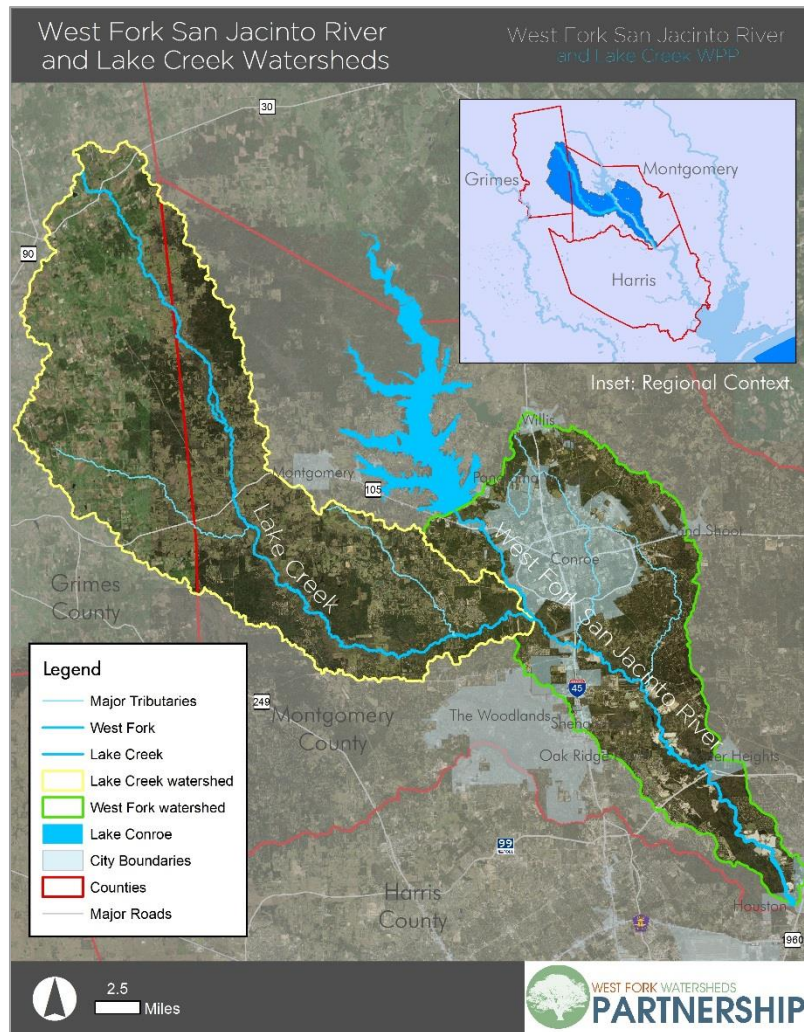 West Fork San Jacinto River
and Lake Creek Watersheds
West Fork San Jacinto River
and Lake Creek WPP
30
90
Grimes
Montgomery
Harris
Inset: Regional Context
Willis
Montgomery
105
Conroe
Lake Creek
West Fork San Jacinto River
Grimes
County
249
Montgomery
County
The Woodlands
45
Oak Ridge
99
Harris
County
Houston
1960
Legend
Major Tributaries
West Fork
Lake Creek
Lake Creek watershed
West Fork watershed
Lake Conroe
City Boundaries
Counties
Major Roads
2.5
Miles
WEST FORK WATERSHEDS
PARTNERSHIP